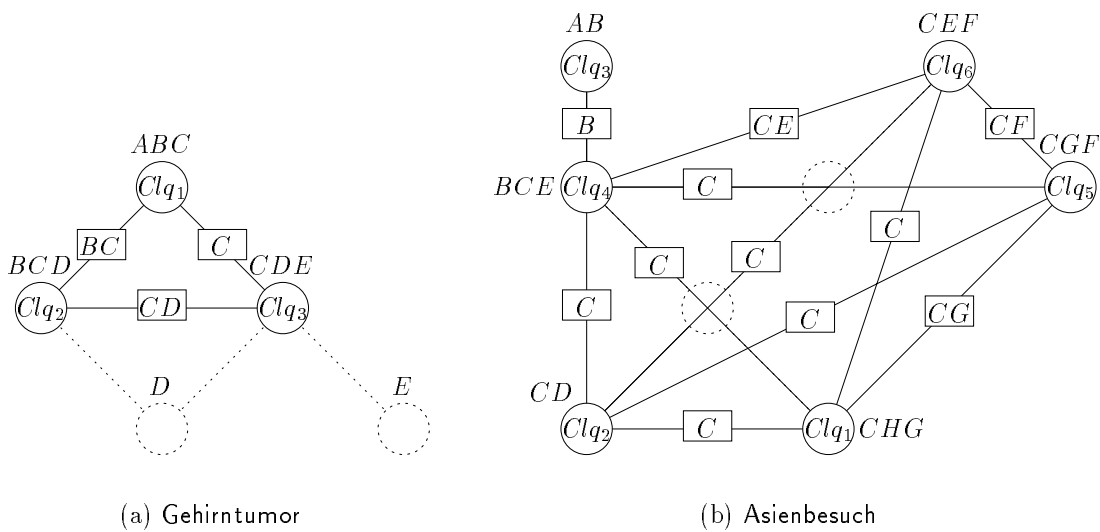 ABC
Clq1
BC
C
BCD
CDE
Clq2
CD
Clq3
D
E
(a) Gehirntumor
AB
CEF
Clq3
Clq6
B
CE
CF
CGF
BCE
Clq4
C
Clq5
C
C
C
C
C
CG
CD
Clq2
C
Clq1
CHG
(b) Asienbesuch